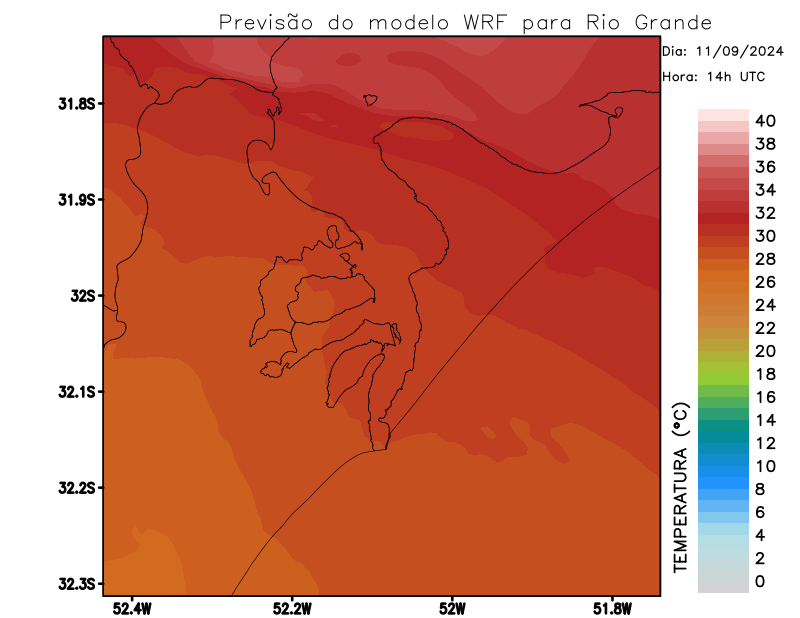 Previsão do modelo WRF para Rio Grande
Dia: 11/09/2024
Hora: 14h UTC
31.8S
31.9S
32S
32.1S
32.2S
32.3S
52.4W
52.2W
52W
51.8W
TEMPERATURA (°C)
40
38
36
34
32
30
28
26
24
22
20
18
16
14
12
10
8
6
4
2
0